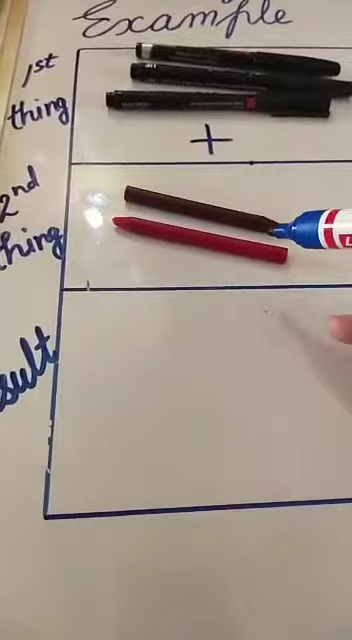 Example
1st
thing
+
2nd
thing
sult